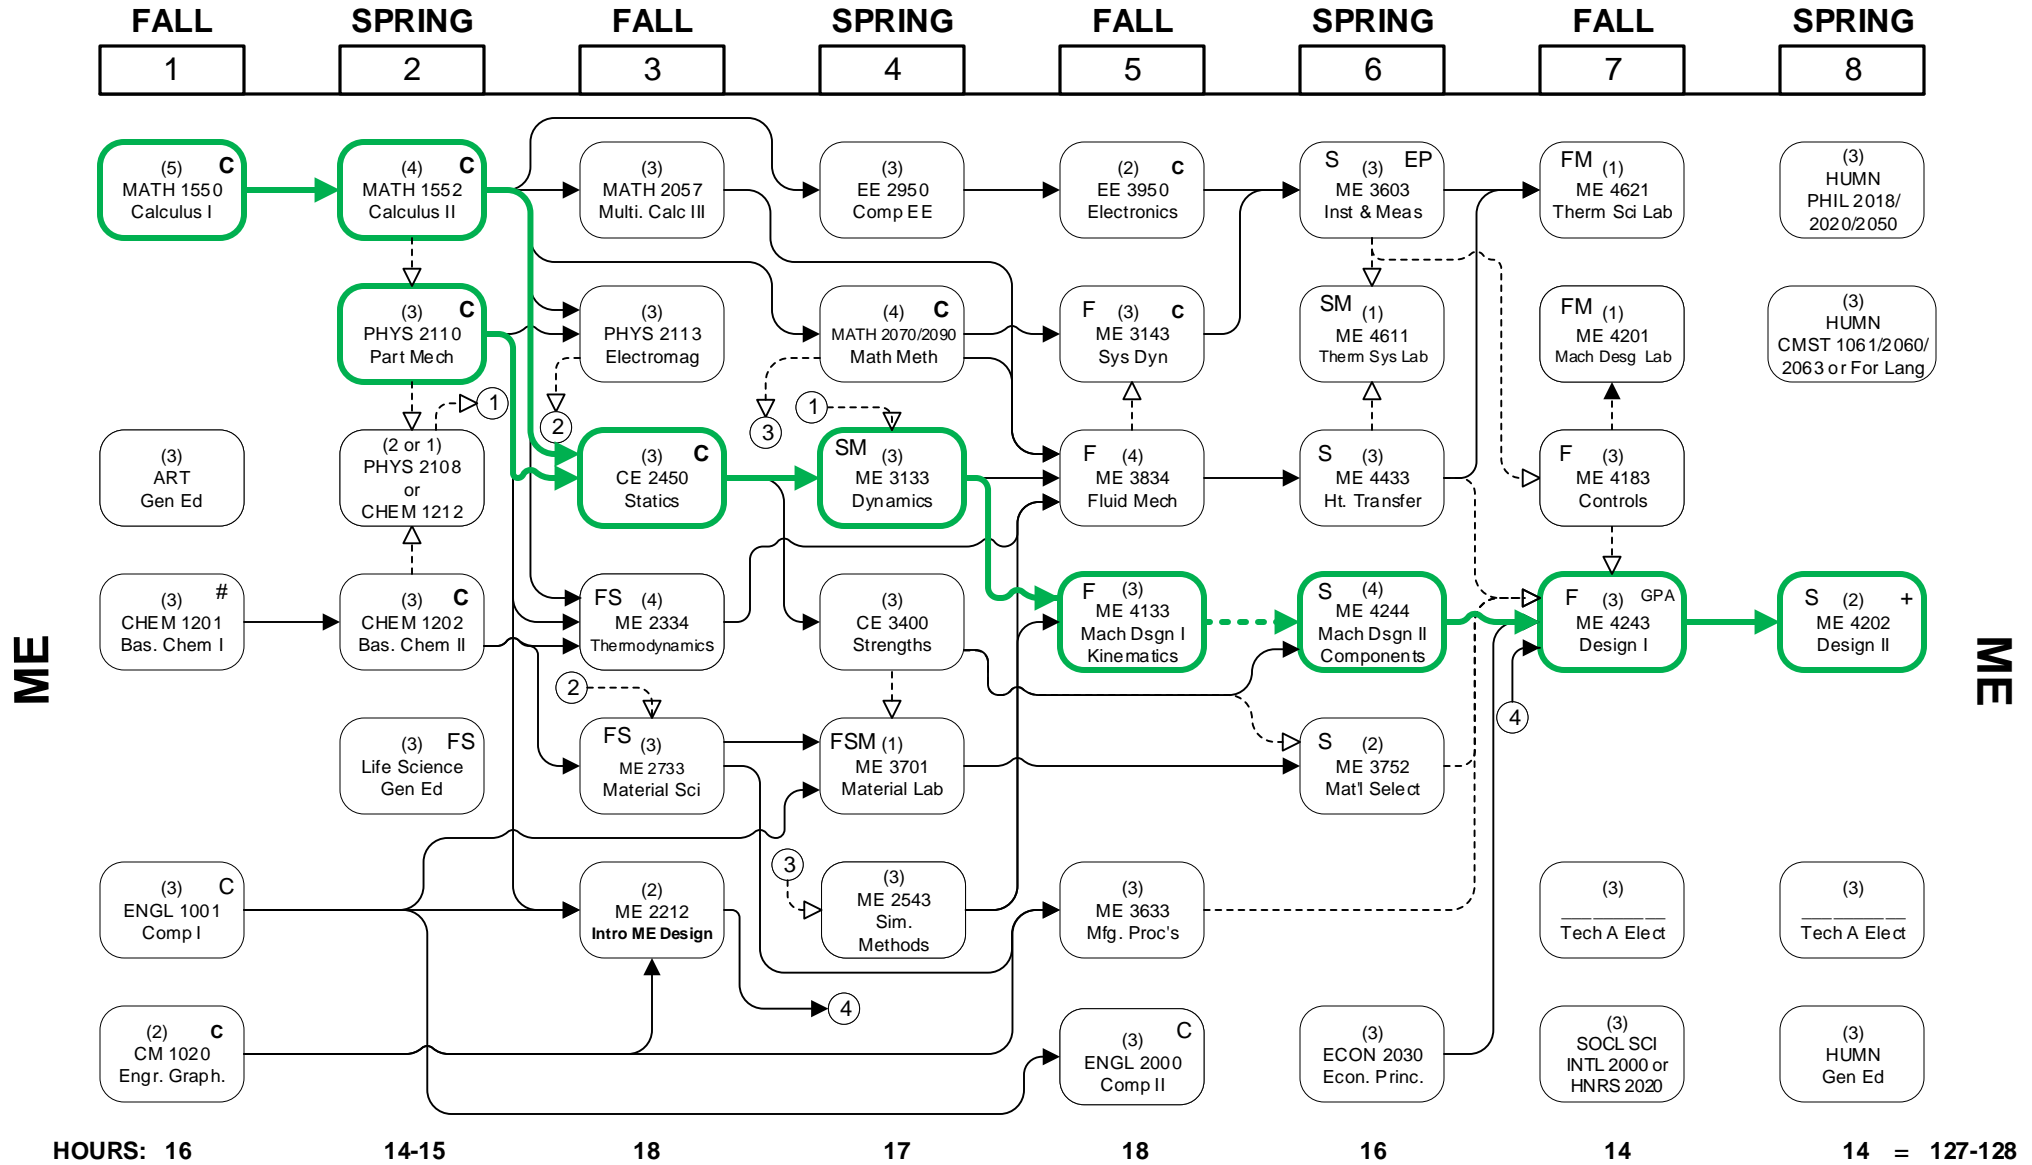 FALL SPRING FALL SPRING FALL SPRING FALL SPRING
1 2 3 4 5 6 7 8
(5) C
MATH 1550
Calculus I
(4) C
MATH 1552
Calculus II
(3)
MATH 2057
Multi. Calc III
(3)
EE 2950
Comp EE
(2) C
EE 3950
Electronics
S (3) EP
ME 3603
Inst & Meas
FM (1)
ME 4621
Therm Sci Lab
(3)
HUMN
PHIL 2018/
2020/2050
(3) C
PHYS 2110
Part Mech
(3)
PHYS 2113
Electromag
(4) C
MATH 2070/2090
Math Meth
F (3) C
ME 3143
Sys Dyn
SM (1)
ME 4611
Therm Sys Lab
FM (1)
ME 4201
Mach Desg Lab
(3)
HUMN
CMST 1061/2060/
2063 or For Lang
1
2
3
1
(3)
ART
Gen Ed
(2 or 1)
PHYS 2108
or
CHEM 1212
(3) C
CE 2450
Statics
SM (3)
ME 3133
Dynamics
F (4)
ME 3834
Fluid Mech
S (3)
ME 4433
Ht. Transfer
F (3)
ME 4183
Controls
(3) #
CHEM 1201
Bas. Chem I
(3) C
CHEM 1202
Bas. Chem II
FS (4)
ME 2334
Thermodynamics
(3)
CE 3400
Strengths
F (3)
ME 4133
Mach Dsgn I
Kinematics
S (4)
ME 4244
Mach Dsgn II
Components
F (3) GPA
ME 4243
Design I
S (2) +
ME 4202
Design II
ME
ME
2
4
(3) FS
Life Science
Gen Ed
FS (3)
ME 2733
Material Sci
FSM (1)
ME 3701
Material Lab
S (2)
ME 3752
Mat'l Select
3
(3) C
ENGL 1001
Comp I
(2)
ME 2212
Intro ME Design
(3)
ME 2543
Sim.
Methods
(3)
ME 3633
Mfg. Proc's
(3)
___ _____ __
Tech A Elect
(3)
___ _____ __
Tech A Elect
4
(2) C
CM 1020
Engr. Graph.
(3) C
ENGL 2000
Comp II
(3)
ECON 2030
Econ. Princ.
(3)
SOCL SCI
INTL 2000 or
HNRS 2020
(3)
HUMN
Gen Ed
HOURS: 16 14-15 18 17 18 16 14 14 = 127-128